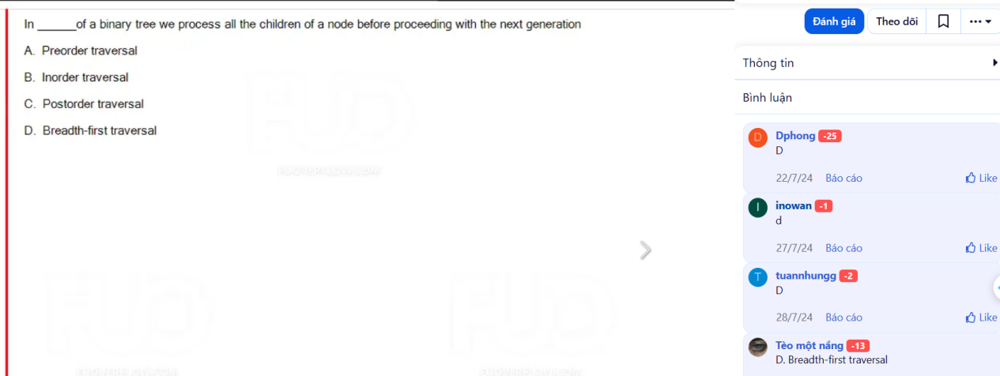 In ______of a binary tree we process all the children of a node before proceeding with the next generation
A. Preorder traversal
B. Inorder traversal
C. Postorder traversal
D. Breadth-first traversal
Đánh giá
Theo dõi
Thông tin
Bình luận
D
Dphong -25
D
22/7/24 Báo cáo Like
I
inowan -1
d
27/7/24 Báo cáo Like
T
tuannhungg -2
D
28/7/24 Báo cáo Like
Tèo một nắng -13
D. Breadth-first traversal